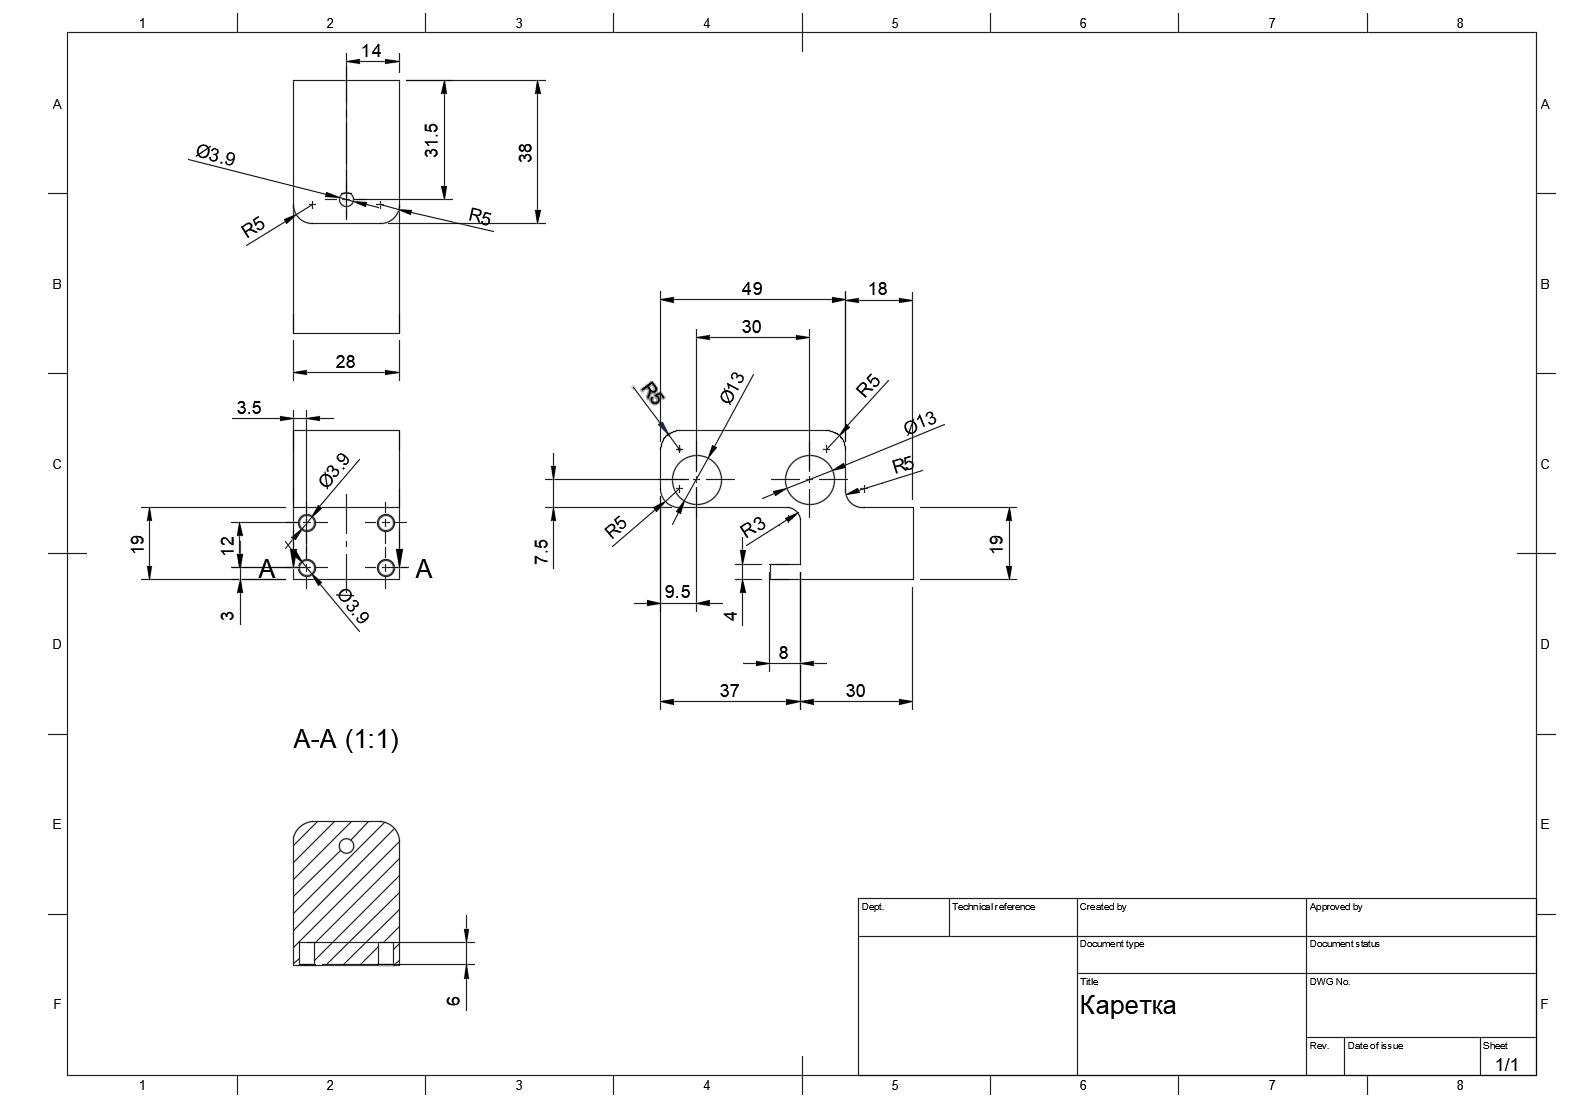 1 2 3 4 5 6 7 8
A A
B B
C C
D D
E E
F F
14
31.5
38
Ø3.9
R5
R5
28
3.5
Ø3.9
19
12
A A
3
Ø3.9
49 18
30
R5 Ø13 R5
Ø13
R5
R5
R3
7.5
19
9.5
4
8
37 30
A-A (1:1)
6
Dept. Technical reference Created by Approved by
Document type Document status
Title DWG No.
Каретка
Rev. Date of issue Sheet
1/1
1 2 3 4 5 6 7 8